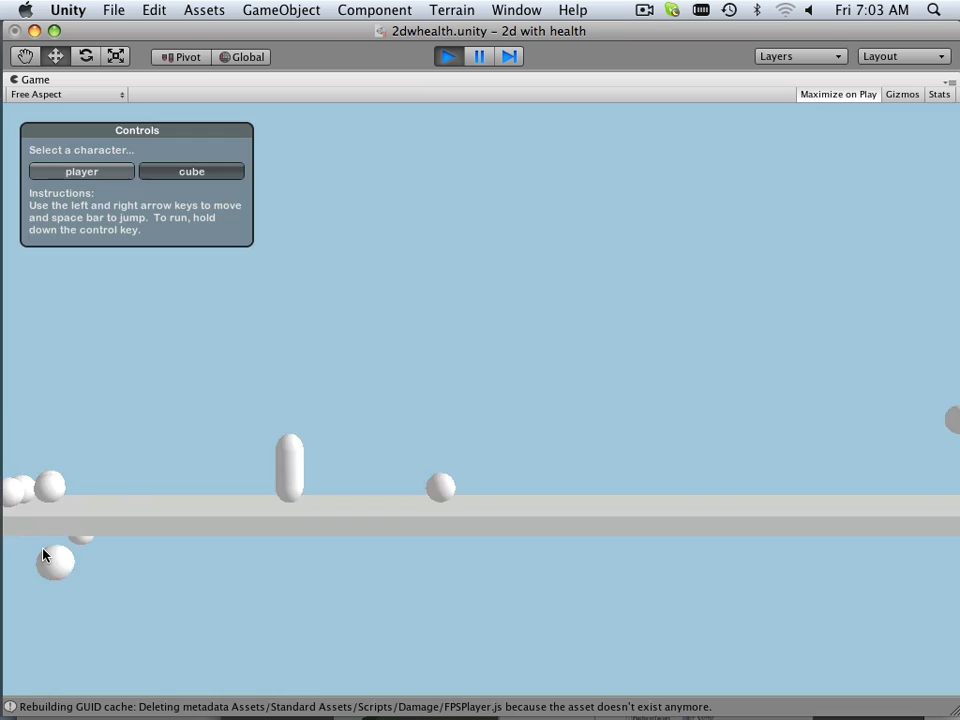 Unity File Edit Assets GameObject Component Terrain Window Help Fri 7:03 AM
2dwhealth.unity – 2d with health
Pivot Global Layers Layout
Game
Free Aspect Maximize on Play Gizmos Stats
Controls
Select a character...
player cube
Instructions:
Use the left and right arrow keys to move
and space bar to jump. To run, hold
down the control key.
Rebuilding GUID cache: Deleting metadata Assets/Standard Assets/Scripts/Damage/FPSPlayer.js because the asset doesn't exist anymore.